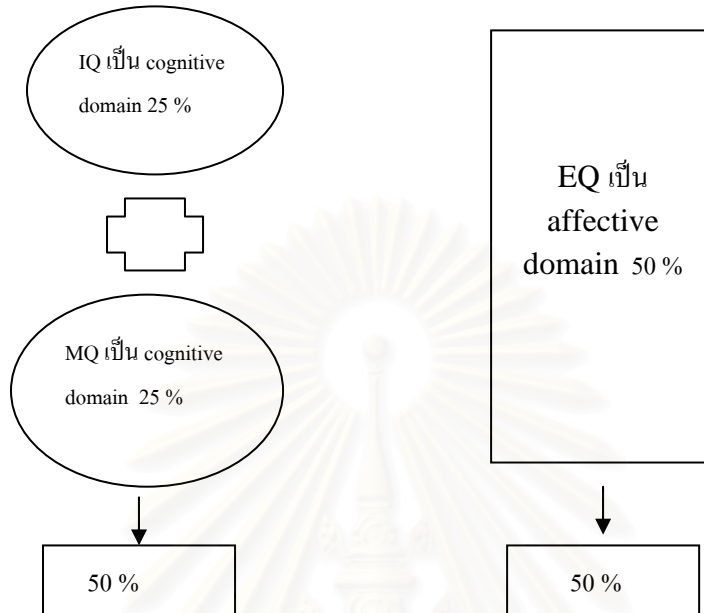 IQ เป็น cognitive
domain 25 %
MQ เป็น cognitive
domain 25 %
50 %
EQ เป็น
affective
domain 50 %
50 %